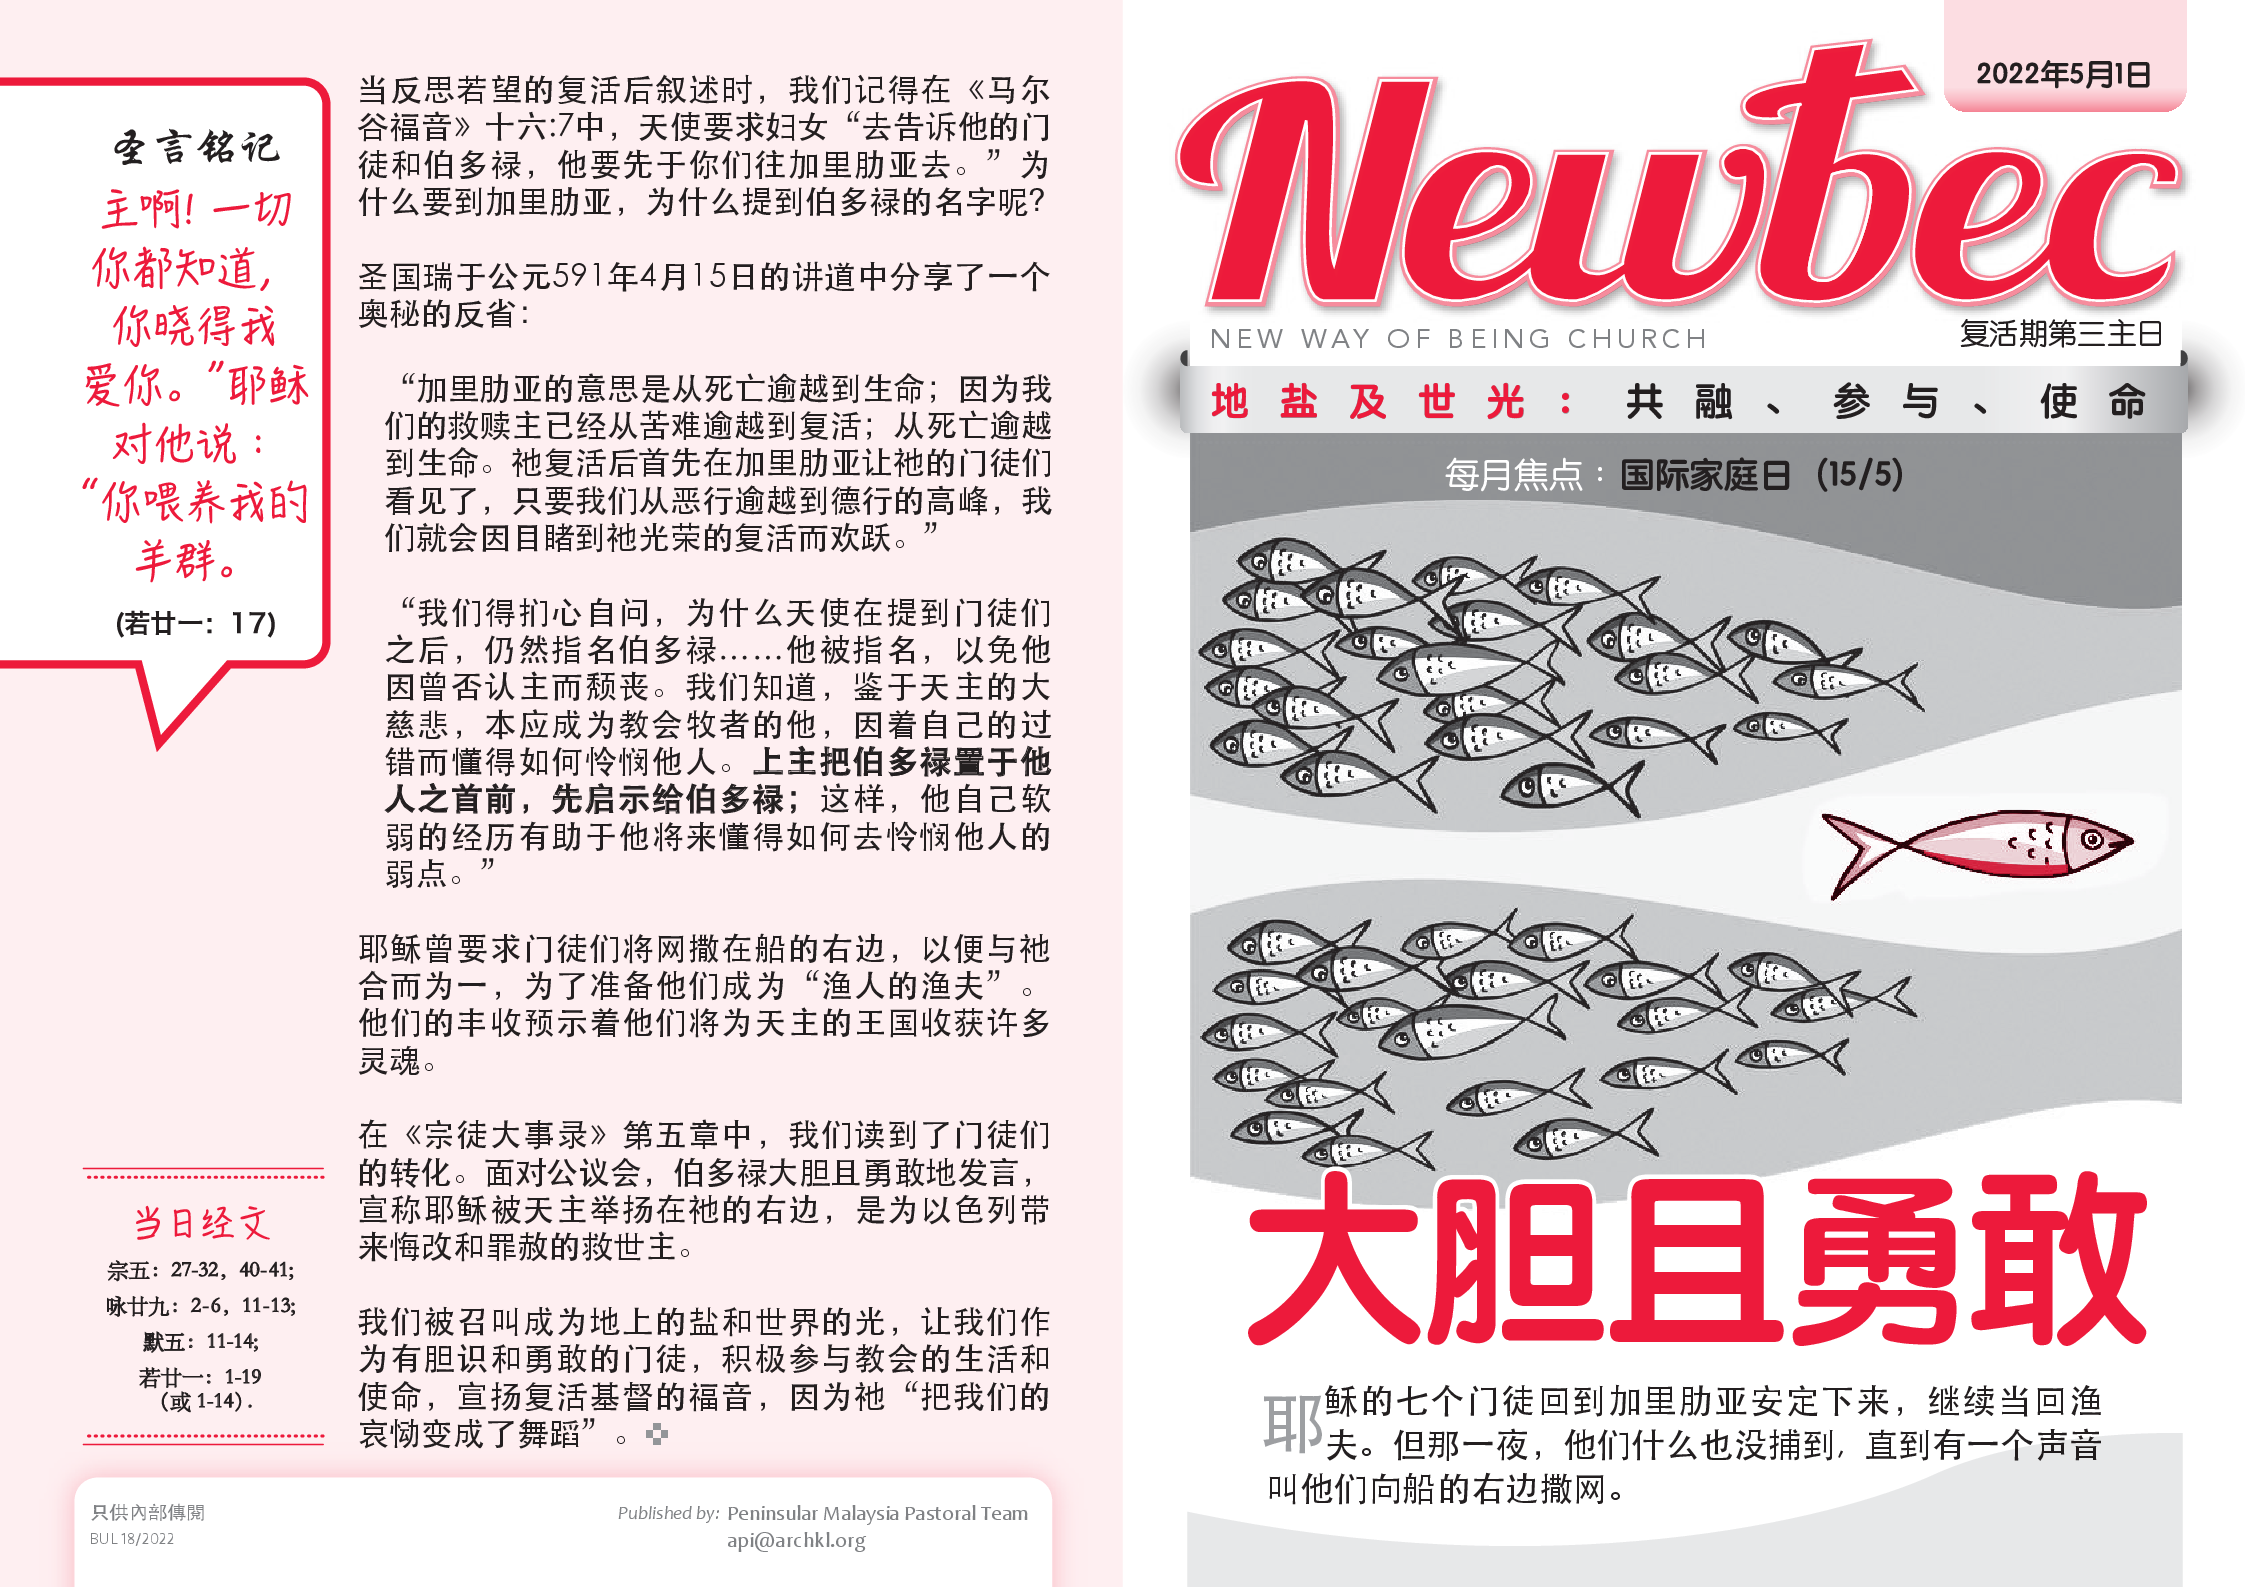 圣言铭记
主啊！一切
你都知道，
你晓得我
爱你。”耶稣
对他说：
“你喂养我的
羊群。
(若廿一：17)
当日经文
宗五：27-32，40-41;
咏廿九：2-6，11-13;
默五：11-14;
若廿一：1-19
（或 1-14）.
当反思若望的复活后叙述时，我们记得在《马尔
谷福音》十六:7中，天使要求妇女“去告诉他的门
徒和伯多禄，他要先于你们往加里肋亚去。”为
什么要到加里肋亚，为什么提到伯多禄的名字呢？
圣国瑞于公元591年4月15日的讲道中分享了一个
奥秘的反省：
“加里肋亚的意思是从死亡逾越到生命；因为我
们的救赎主已经从苦难逾越到复活；从死亡逾越
到生命。祂复活后首先在加里肋亚让祂的门徒们
看见了，只要我们从恶行逾越到德行的高峰，我
们就会因目睹到祂光荣的复活而欢跃。”
“我们得扪心自问，为什么天使在提到门徒们
之后，仍然指名伯多禄……他被指名，以免他
因曾否认主而颓丧。我们知道，鉴于天主的大
慈悲，本应成为教会牧者的他，因着自己的过
错而懂得如何怜悯他人。上主把伯多禄置于他
人之首前，先启示给伯多禄；这样，他自己软
弱的经历有助于他将来懂得如何去怜悯他人的
弱点。”
耶稣曾要求门徒们将网撒在船的右边，以便与祂
合而为一，为了准备他们成为“渔人的渔夫”。
他们的丰收预示着他们将为天主的王国收获许多
灵魂。
在《宗徒大事录》第五章中，我们读到了门徒们
的转化。面对公议会，伯多禄大胆且勇敢地发言，
宣称耶稣被天主举扬在祂的右边，是为以色列带
来悔改和罪赦的救世主。
我们被召叫成为地上的盐和世界的光，让我们作
为有胆识和勇敢的门徒，积极参与教会的生活和
使命，宣扬复活基督的福音，因为祂“把我们的
哀恸变成了舞蹈”。
只供內部傳閱
BUL 18/2022
Published by: Peninsular Malaysia Pastoral Team
api@archkl.org
2022年5月1日
Newbec
NEW WAY OF BEING CHURCH
复活期第三主日
地盐及世光：共融、参与、使命
每月焦点：国际家庭日（15/5）
大胆且勇敢
耶稣的七个门徒回到加里肋亚安定下来，继续当回渔
夫。但那一夜，他们什么也没捕到，直到有一个声音
叫他们向船的右边撒网。